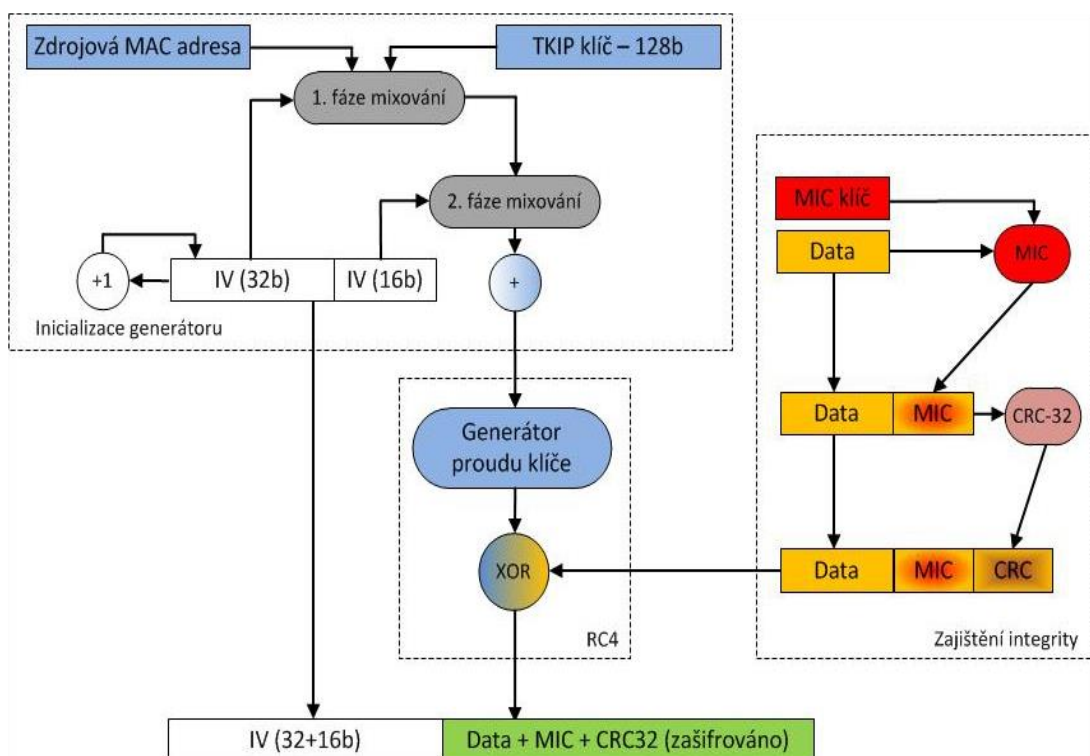 Zdrojová MAC adresa
TKIP klíč – 128b
1. fáze mixování
2. fáze mixování
+1
IV (32b)
IV (16b)
+
Inicializace generátoru
MIC klíč
Data
MIC
Data
MIC
CRC-32
Generátor
proudu klíče
XOR
Data
MIC
CRC
RC4
Zajištění integrity
IV (32+16b)
Data + MIC + CRC32 (zašifrováno)